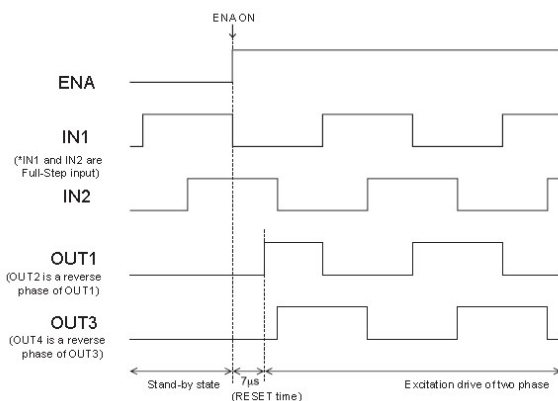 ENA ON
ENA
IN1
(*IN1 and IN2 are
Full-Step input)
IN2
OUT1
(OUT2 is a reverse
phase of OUT1)
OUT3
(OUT4 is a reverse
phase of OUT3)
Stand-by state
7µs
(RESET time)
Excitation drive of two phase